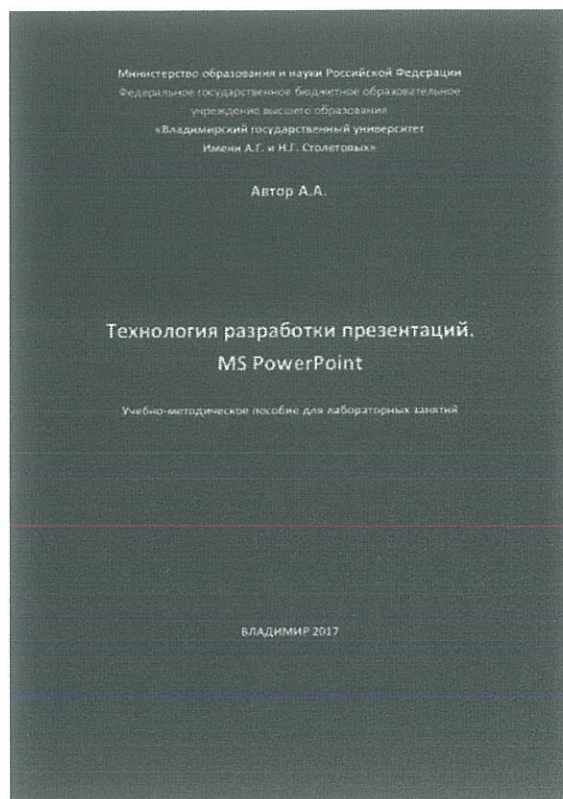 Министерство образования и науки Российской Федерации
Федеральное государственное бюджетное образовательное
учреждение высшего образования
«Владимирский государственный университет
Имени А.Г. и Н.Г. Столетовых»
Автор А.А.
Технология разработки презентаций.
MS PowerPoint
Учебно-методическое пособие для лабораторных занятий
ВЛАДИМИР 2017